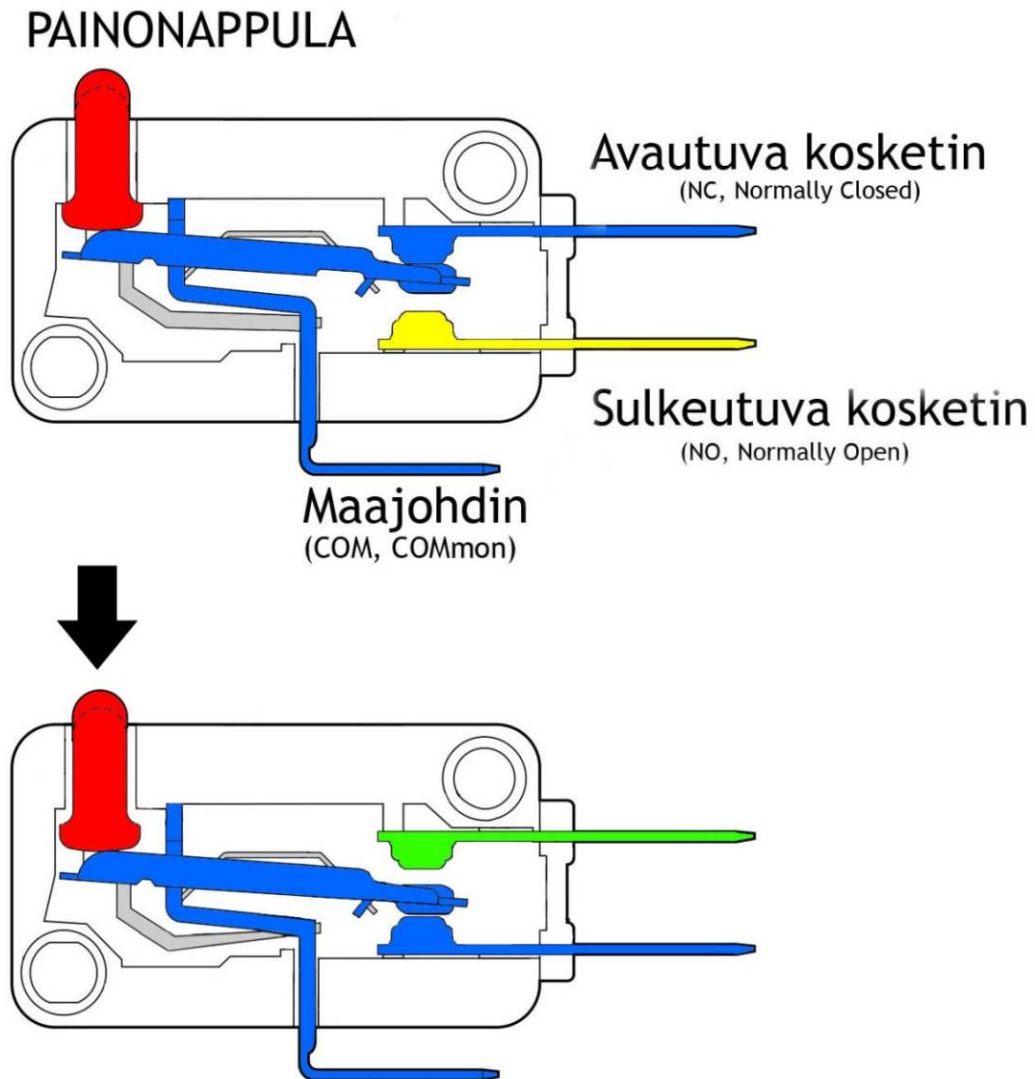 PAINONAPPULA
Avautuva kosketin
(NC, Normally Closed)
Sulkeutuva kosketin
(NO, Normally Open)
Maajohdin
(COM, COMmon)